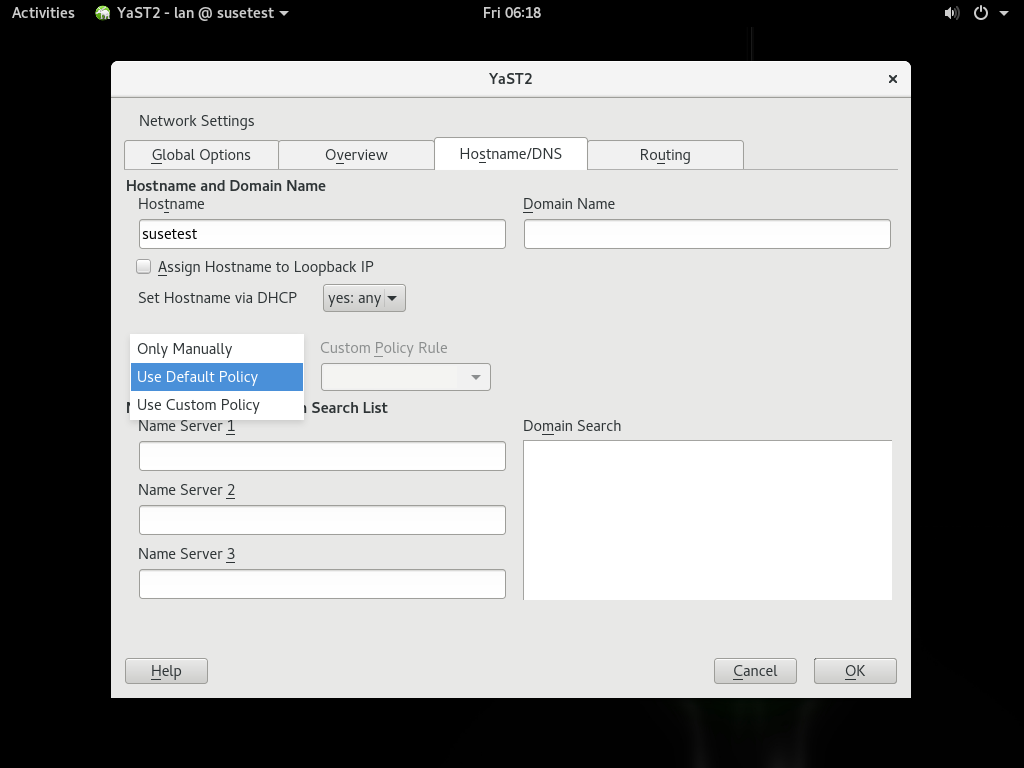 Activities YaST2 - lan @ susetest Fri 06:18
YaST2
Network Settings
Global Options Overview Hostname/DNS Routing
Hostname and Domain Name
Hostname Domain Name
susetest
Assign Hostname to Loopback IP
Set Hostname via DHCP yes: any
Only Manually Custom Policy Rule
Use Default Policy
Use Custom Policy Search List
Name Server 1 Domain Search
Name Server 2
Name Server 3
Help Cancel OK